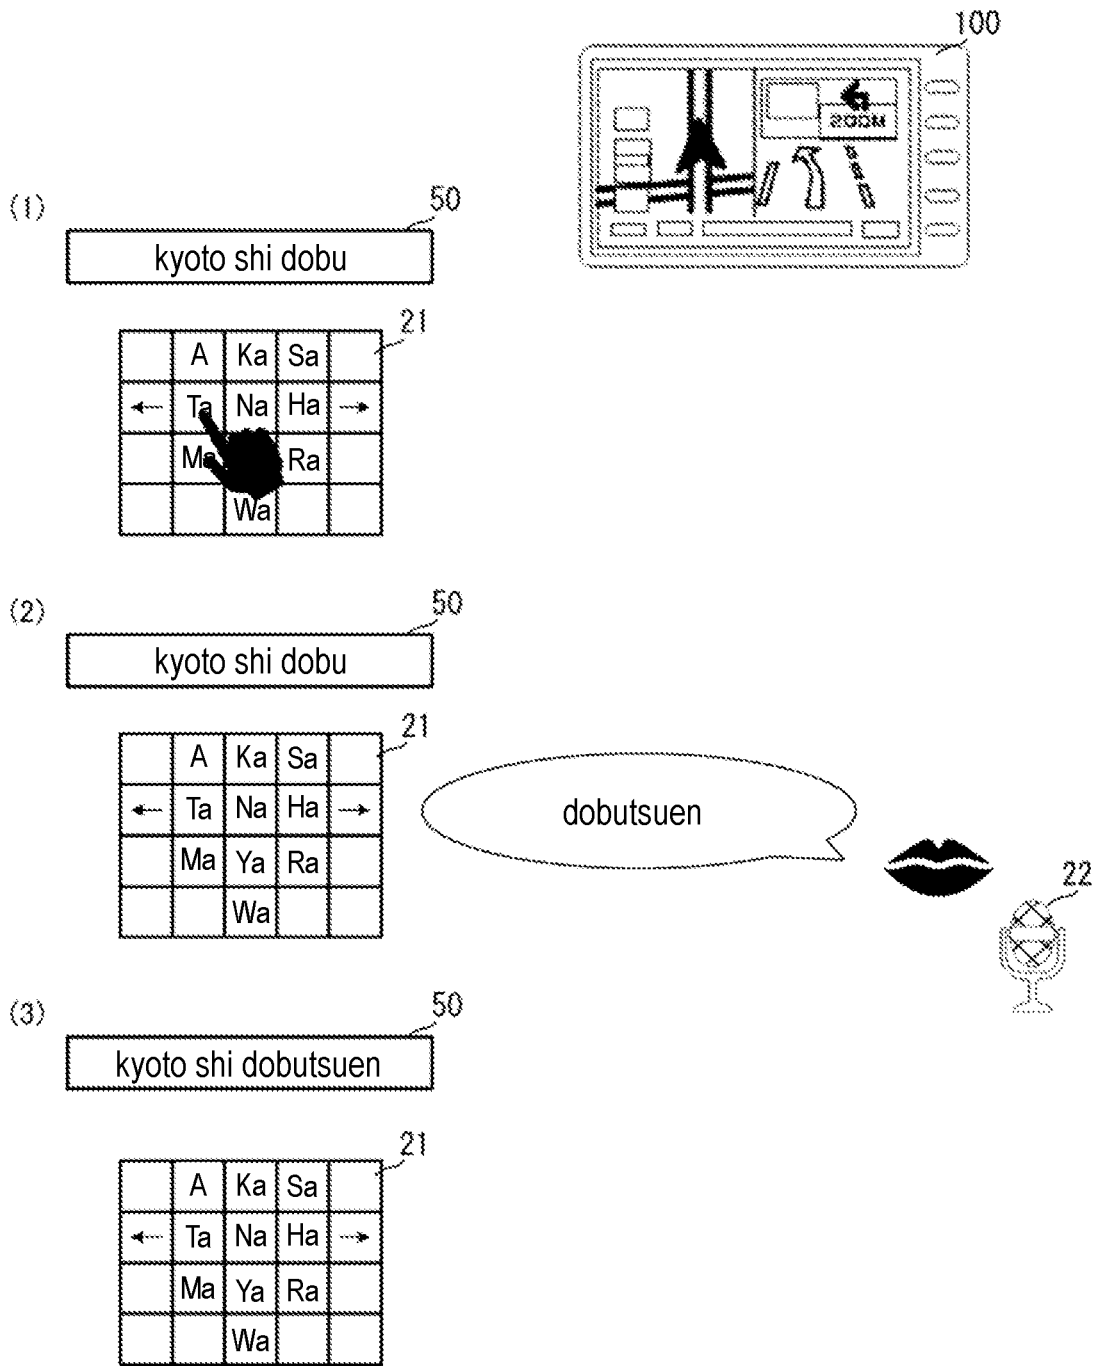 100
(1)
50
kyoto shi dobu
21
A Ka Sa
← Ta Na Ha →
Ma Ra
Wa
(2)
50
kyoto shi dobu
21
A Ka Sa
← Ta Na Ha →
Ma Ya Ra
Wa
dobutsuen
22
(3)
50
kyoto shi dobutsuen
21
A Ka Sa
← Ta Na Ha →
Ma Ya Ra
Wa